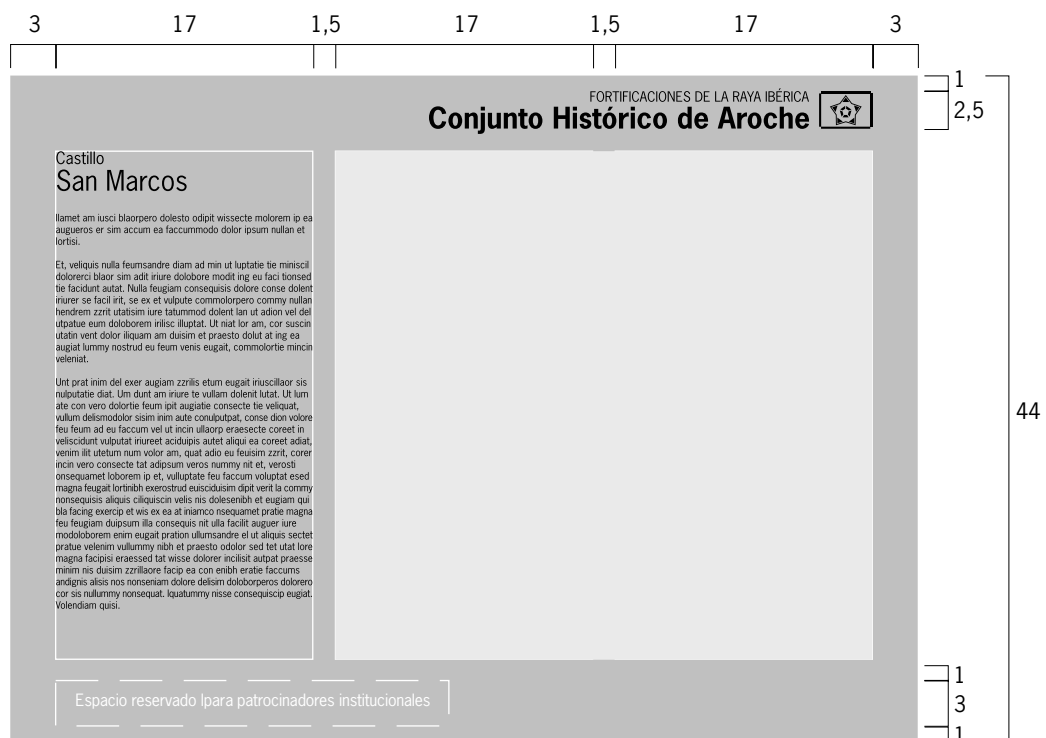 3 17 1,5 17 1,5 17 3
1
2,5
FORTIFICACIONES DE LA RAYA IBÉRICA
Conjunto Histórico de Aroche
Castillo
San Marcos
Ilamet am iusci blaorpero dolesto odipit wissecte molorem ip ea
augueros er sim accum ea faccummodo dolor ipsum nullan et
lortisi.
Et, veliquis nulla feumsandre diam ad min ut luptatie tie miniscil
dolorerci blaor sim adit iriure dolobore modit ing eu faci tionsed
tie facidunt autat. Nulla feugiam consequisis dolore conse dolent
iriurer se facil irit, se ex et vulpute commolorpero commy nullan
hendrem zzrit utatisim iure tatummod dolent lan ut adion vel del
utpatue eum doloborem irilisc illuptat. Ut niat lor am, cor suscin
utatin vent dolor iliquam am duisim et praesto dolut at ing ea
augiat lummy nostrud eu feum venis eugait, commolortie mincin
veleniat.
Unt prat inim del exer augiam zzrilis etum eugait iriuscillaor sis
nulputatie diat. Um dunt am iriure te vullam dolenit lutat. Ut lum
ate con vero dolortie feum ipit augiatie consecte tie veliquat,
vullum delismodolor sisim inim aute conulputpat, conse dion volore
feu feum ad eu faccum vel ut incin ullaorp eraesecte coreet in
veliscidunt vulputat iriureet aciduipis autet aliqui ea coreet adiat,
venim ilit utetum num volor am, quat adio eu feuisim zzrit, corer
incin vero consecte tat adipsum veros nummy nit et, verosti
onsequamet loborem ip et, vulluptate feu faccum voluptat esed
magna feugait lortinibh exerostrud euisciduisim dipit verit la commy
nonsequisis aliquis ciliquiscin velis nis dolesenibh et eugiam qui
bla facing exercip et wis ex ea at iniamco nsequamet pratie magna
feu feugiam duipsum illa consequis nit ulla facilit auguer iure
modoloborem enim eugait pration ullumsandre el ut aliquis sectet
pratue velenim vullummy nibh et praesto odolor sed tet utat lore
magna facipisi eraessed tat wisse dolorer incilisit autpat praesse
minim nis duisim zzrillaore facip ea con enibh eratie faccums
andignis alisis nos nonseniam dolore delisim doloborperos dolorero
cor sis nullummy nonsequat. Iquatummy nisse consequiscip eugiat.
Volendiam quisi.
44
1
3
1
Espacio reservado lpara patrocinadores institucionales